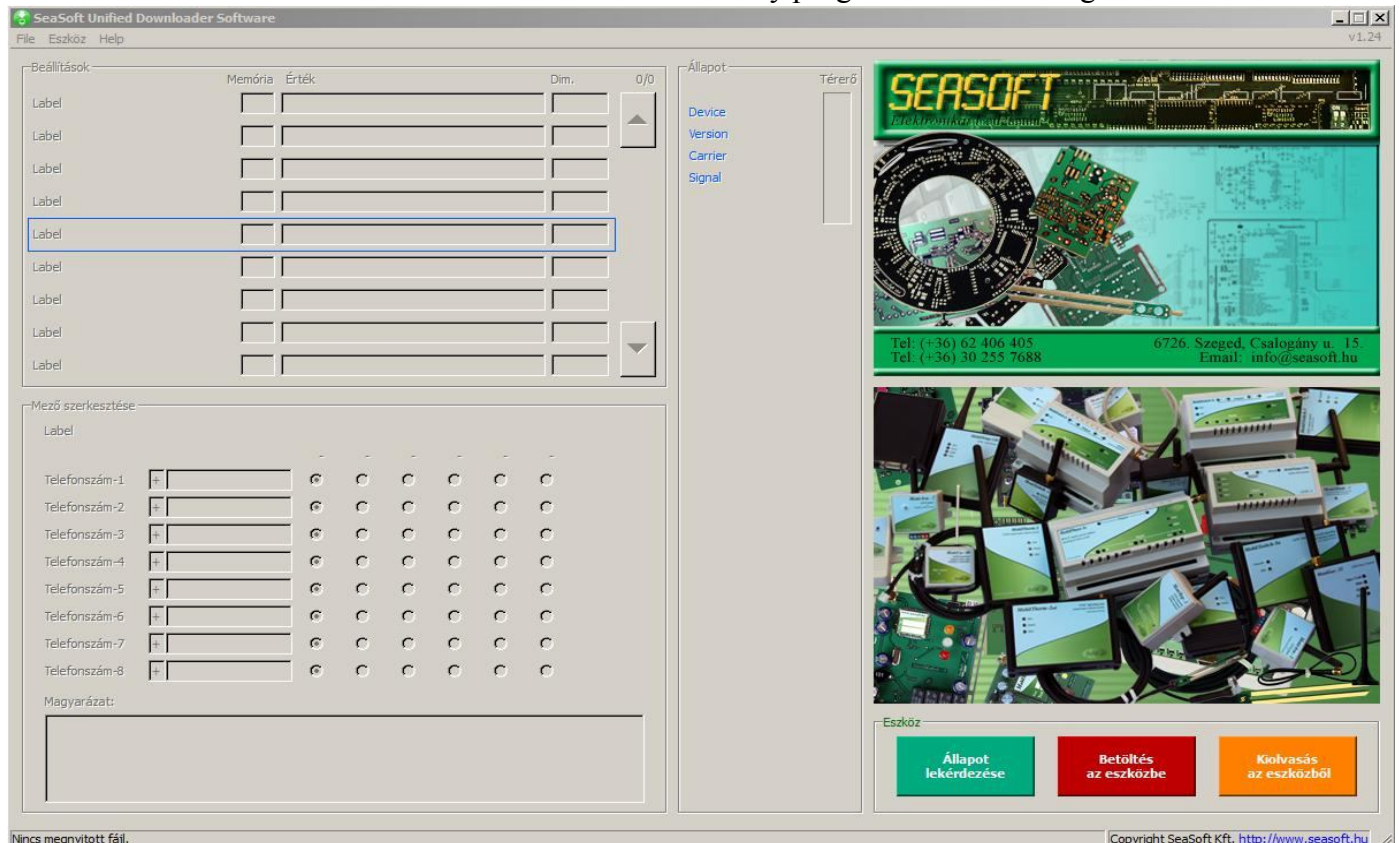 SeaSoft Unified Downloader Software
File Eszköz Help
v1.24
Beállítások
Memória Érték Dim. 0/0
Label
Label
Label
Label
Label
Label
Label
Label
Label
Mező szerkesztése
Label
- - - - - -
Telefonszám-1 +
Telefonszám-2 +
Telefonszám-3 +
Telefonszám-4 +
Telefonszám-5 +
Telefonszám-6 +
Telefonszám-7 +
Telefonszám-8 +
Magyarázat:
Állapot
Térerő
Device
Version
Carrier
Signal
SEASOFT
MobilControl
Tel: (+36) 62 406 405
Tel: (+36) 30 255 7688
6726. Szeged, Csalogány u. 15.
Email: info@seasoft.hu
Eszköz
Állapot
lekérdezése
Betöltés
az eszközbe
Kiolvasás
az eszközből
Nincs megnyitott fájl.
Copyright SeaSoft Kft. http://www.seasoft.hu